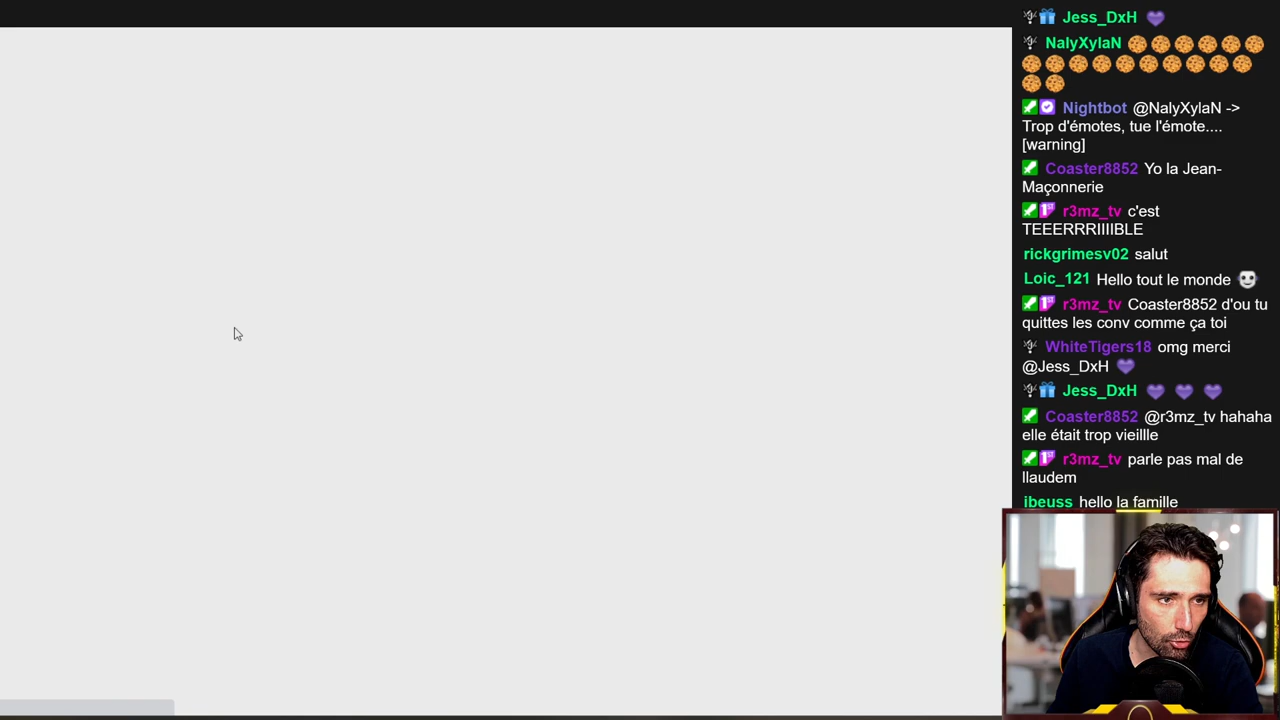 Jess_DxH
NalyXylaN
Nightbot @NalyXylaN ->
Trop d'émotes, tue l'émote....
[warning]
Coaster8852 Yo la Jean-
Maçonnerie
r3mz_tv c'est
TEEERRRIIIIBLE
rickgrimesv02 salut
Loic_121 Hello tout le monde
r3mz_tv Coaster8852 d'ou tu
quittes les conv comme ça toi
WhiteTigers18 omg merci
@Jess_DxH
Jess_DxH
Coaster8852 @r3mz_tv hahaha
elle était trop vieillle
r3mz_tv parle pas mal de
llaudem
ibeuss hello la famille